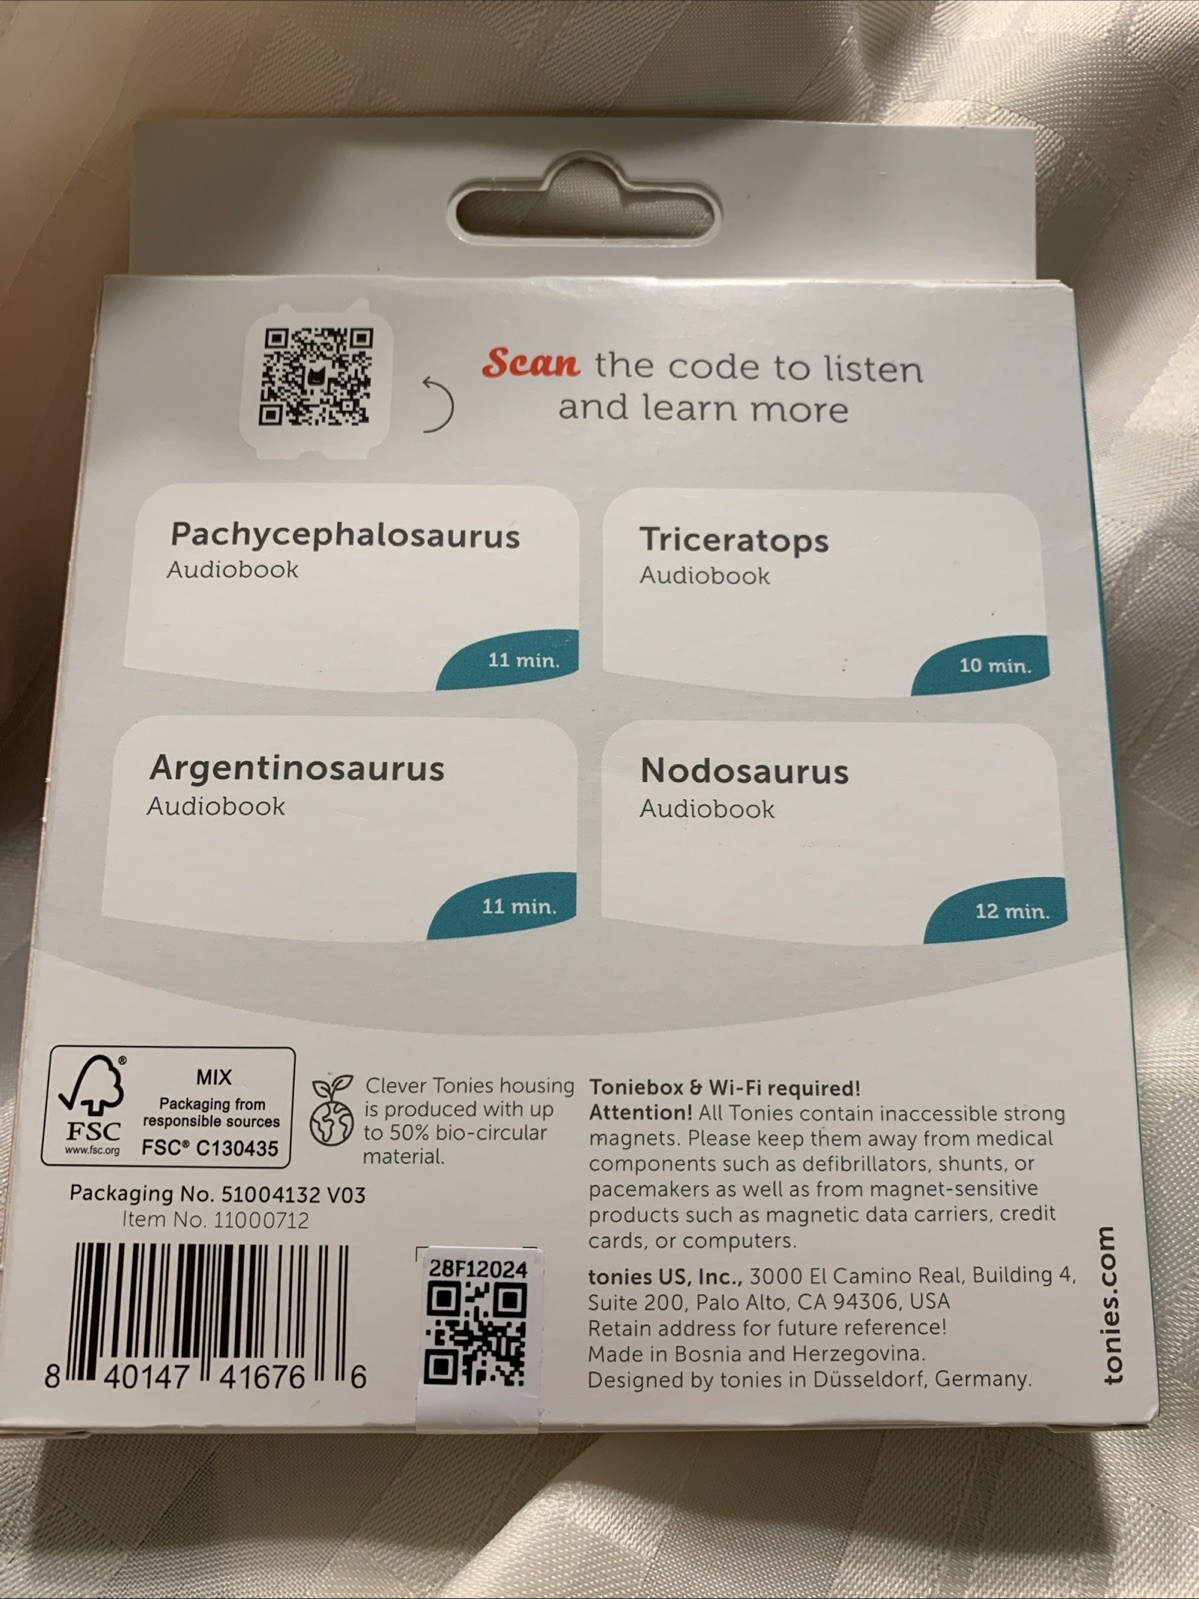 Scan the code to listen
and learn more
Pachycephalosaurus
Audiobook
11 min.
Triceratops
Audiobook
10 min.
Argentinosaurus
Audiobook
11 min.
Nodosaurus
Audiobook
12 min.
FSC
www.fsc.org
®
MIX
Packaging from
responsible sources
FSC® C130435
Clever Tonies housing
is produced with up
to 50% bio-circular
material.
Packaging No. 51004132 V03
Item No. 11000712
8 40147 41676 6
28F12024
Toniebox & Wi-Fi required!
Attention! All Tonies contain inaccessible strong
magnets. Please keep them away from medical
components such as defibrillators, shunts, or
pacemakers as well as from magnet-sensitive
products such as magnetic data carriers, credit
cards, or computers.
tonies US, Inc., 3000 El Camino Real, Building 4,
Suite 200, Palo Alto, CA 94306, USA
Retain address for future reference!
Made in Bosnia and Herzegovina.
Designed by tonies in Düsseldorf, Germany.
tonies.com